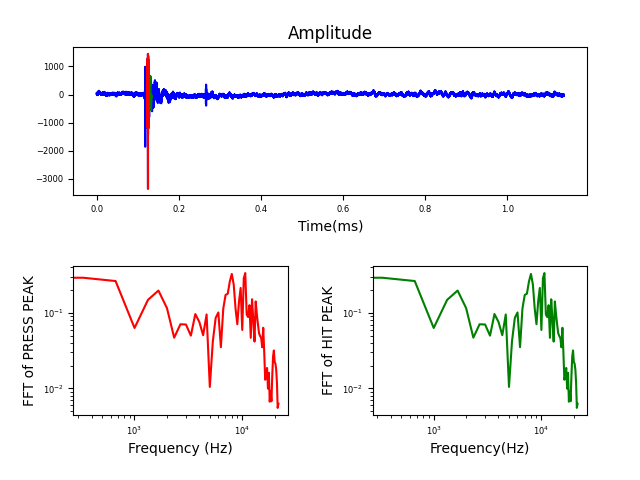 Amplitude
1000
0
−1000
−2000
−3000
0.0 0.2 0.4 0.6 0.8 1.0
Time(ms)
FFT of PRESS PEAK
10⁻¹
10⁻²
10³ 10⁴
Frequency (Hz)
FFT of HIT PEAK
10⁻¹
10⁻²
10³ 10⁴
Frequency(Hz)